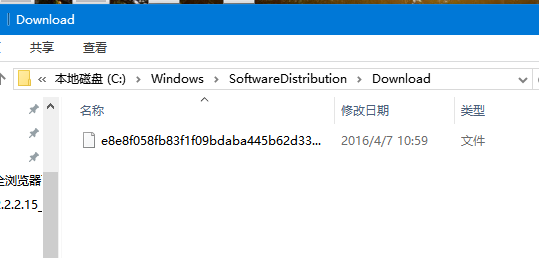 Download
共享 查看
« 本地磁盘 (C:) › Windows › SoftwareDistribution › Download
名称 修改日期 类型
e8e8f058fb83f1f09bdaba445b62d33... 2016/4/7 10:59 文件
全浏览器
.2.2.15_